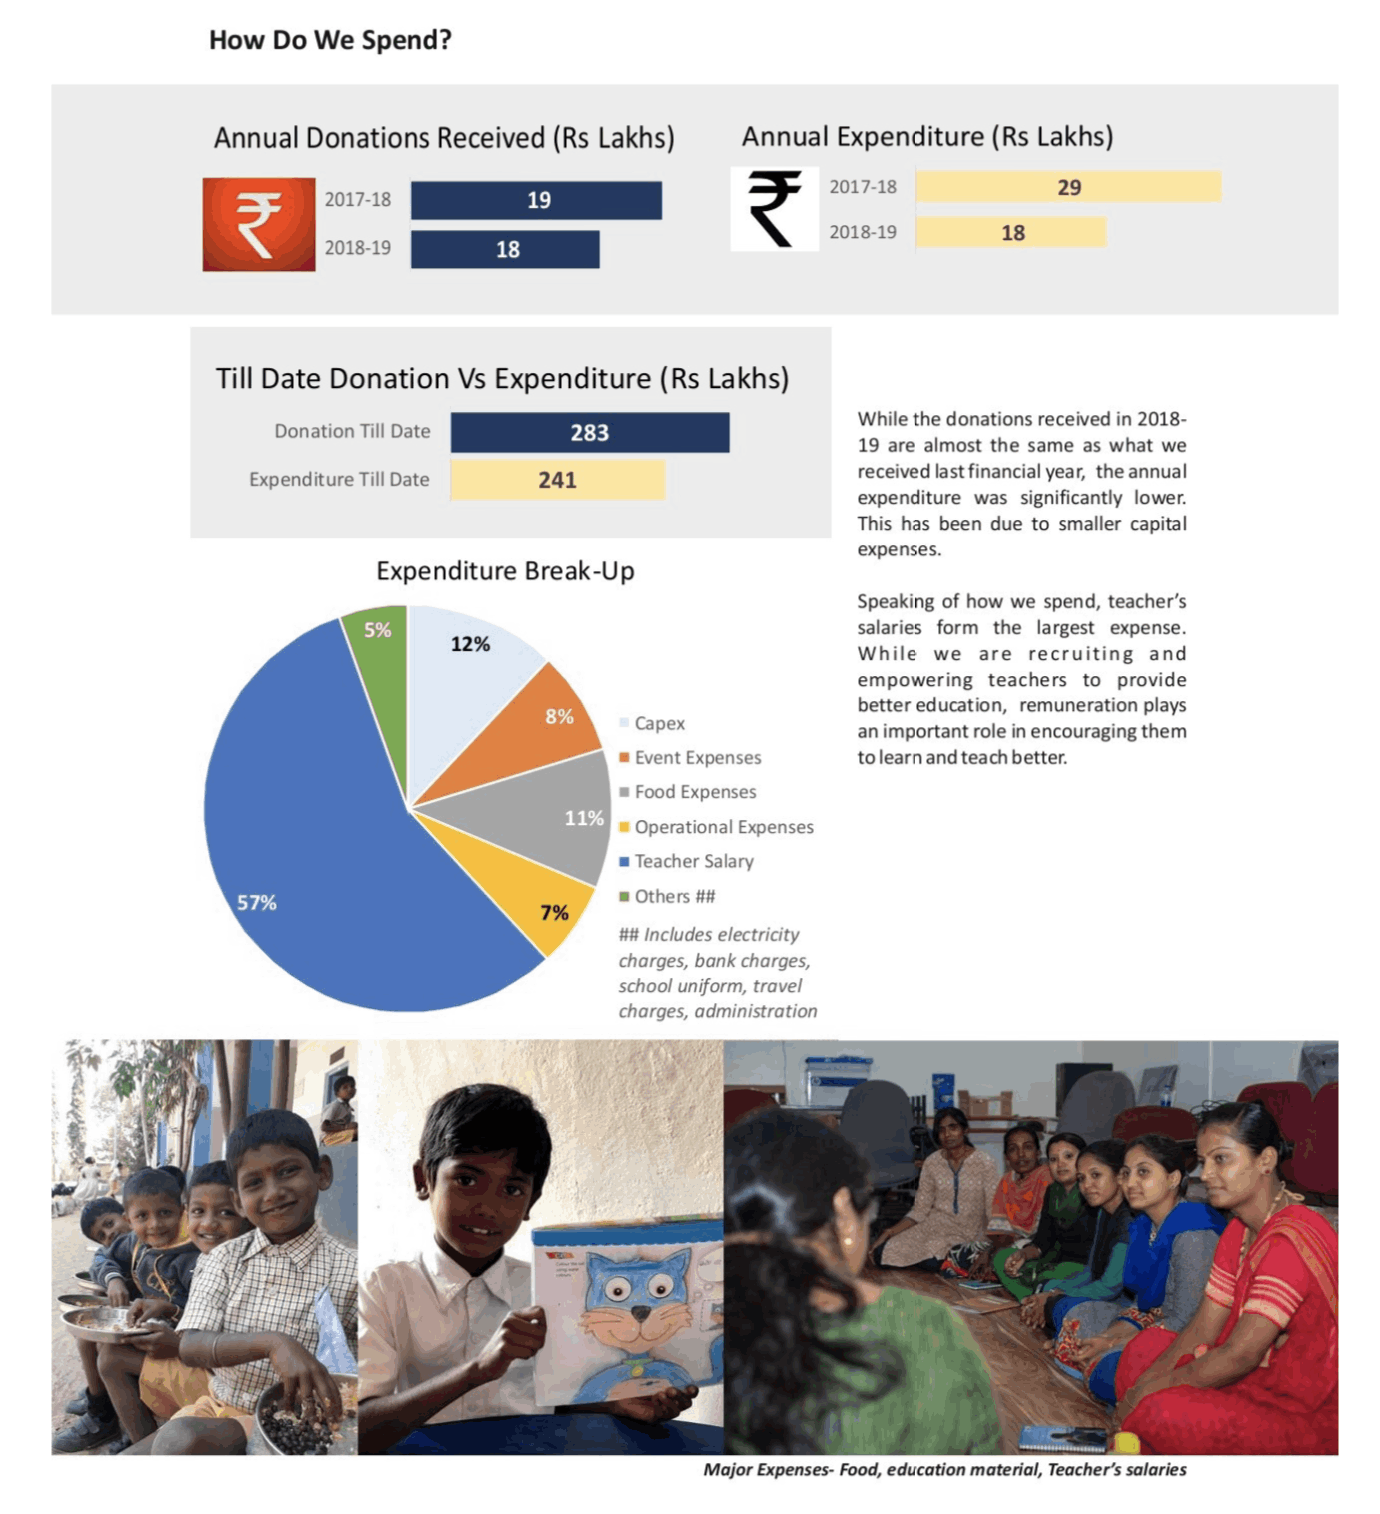 How Do We Spend?
Annual Donations Received (Rs Lakhs)
₹
2017-18
19
2018-19
18
Annual Expenditure (Rs Lakhs)
₹
2017-18
29
2018-19
18
Till Date Donation Vs Expenditure (Rs Lakhs)
Donation Till Date
283
Expenditure Till Date
241
While the donations received in 2018-
19 are almost the same as what we
received last financial year, the annual
expenditure was significantly lower.
This has been due to smaller capital
expenses.
Speaking of how we spend, teacher's
salaries form the largest expense.
While we are recruiting and
empowering teachers to provide
better education, remuneration plays
an important role in encouraging them
to learn and teach better.
Expenditure Break-Up
5%
12%
8%
11%
7%
57%
Capex
Event Expenses
Food Expenses
Operational Expenses
Teacher Salary
Others ##
## Includes electricity
charges, bank charges,
school uniform, travel
charges, administration
Major Expenses- Food, education material, Teacher's salaries